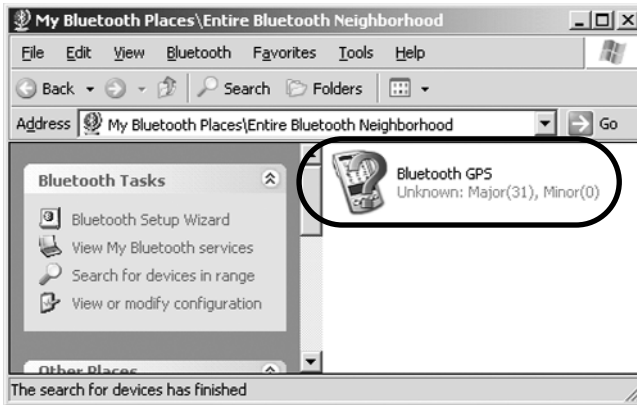 My Bluetooth Places\Entire Bluetooth Neighborhood
File Edit View Bluetooth Favorites Tools Help
Back Search Folders
Address My Bluetooth Places\Entire Bluetooth Neighborhood Go
Bluetooth Tasks
Bluetooth Setup Wizard
View My Bluetooth services
Search for devices in range
View or modify configuration
Other Places
Bluetooth GPS
Unknown: Major(31), Minor(0)
The search for devices has finished